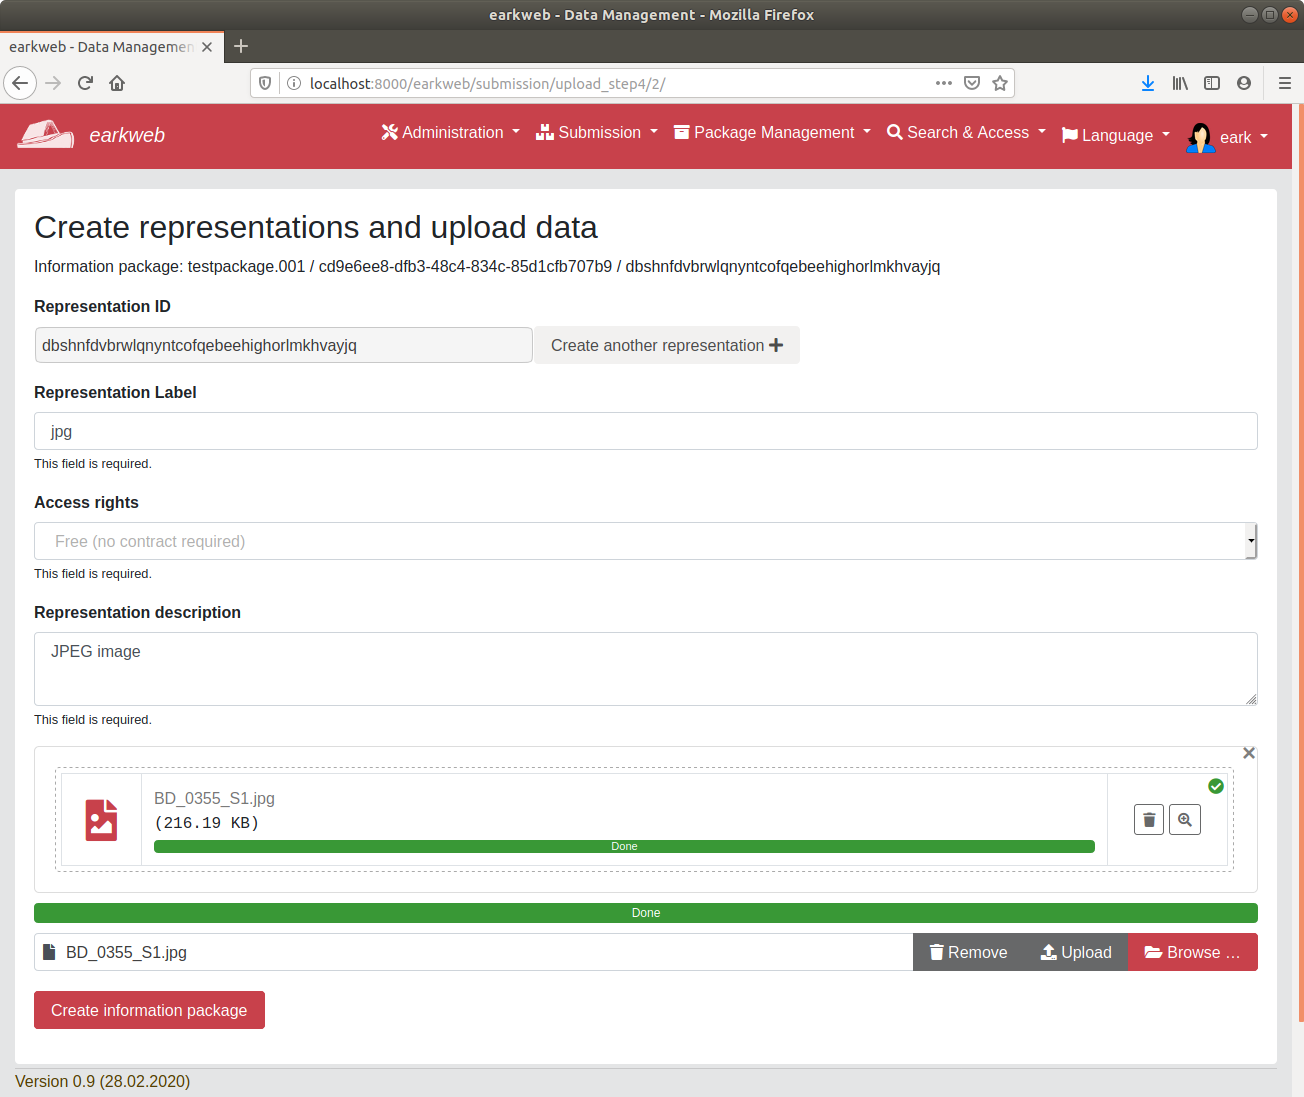 earkweb - Data Management - Mozilla Firefox
earkweb - Data Managemen
localhost:8000/earkweb/submission/upload_step4/2/
earkweb
Administration
Submission
Package Management
Search & Access
Language
eark
Create representations and upload data
Information package: testpackage.001 / cd9e6ee8-dfb3-48c4-834c-85d1cfb707b9 / dbshnfdvbrwlqnyntcofqebeehighorlmkhvayjq
Representation ID
dbshnfdvbrwlqnyntcofqebeehighorlmkhvayjq
Create another representation
Representation Label
jpg
This field is required.
Access rights
Free (no contract required)
This field is required.
Representation description
JPEG image
This field is required.
BD_0355_S1.jpg
(216.19 KB)
Done
Done
BD_0355_S1.jpg
Remove
Upload
Browse ...
Create information package
Version 0.9 (28.02.2020)